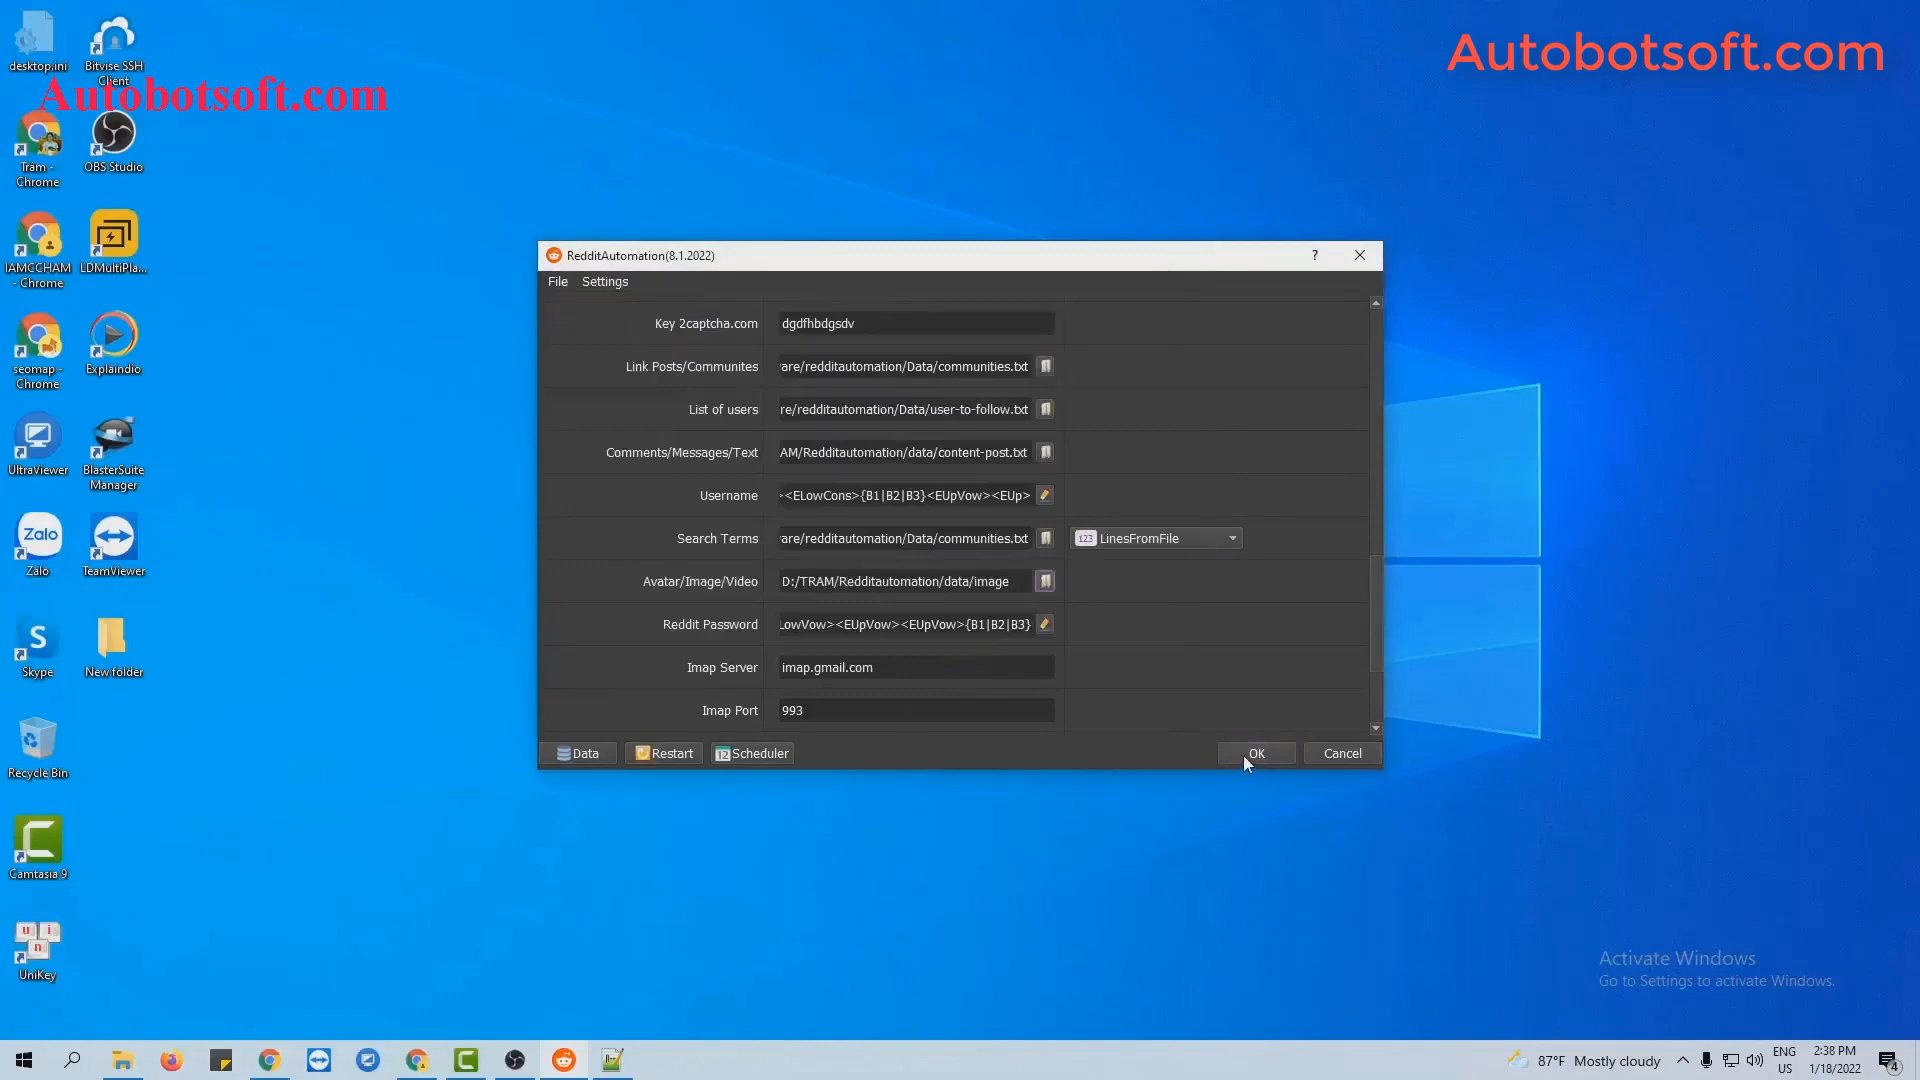 desktop.ini
Bitvise SSH
Client
Autobotsoft.com
Autobotsoft.com
Trâm -
Chrome
OBS Studio
IAMCCHAM
- Chrome
LDMultiPla...
seomap -
Chrome
Explaindio
UltraViewer
BlasterSuite
Manager
Zalo
Zalo
TeamViewer
Skype
New folder
Recycle Bin
Camtasia 9
UniKey
RedditAutomation(8.1.2022)
File Settings
Key 2captcha.com dgdfhbdgsdv
Link Posts/Communites are/redditautomation/Data/communities.txt
List of users re/redditautomation/Data/user-to-follow.txt
Comments/Messages/Text AM/Redditautomation/data/content-post.txt
Username ><ELowCons>{B1|B2|B3}<EUpVow><EUp>
Search Terms are/redditautomation/Data/communities.txt 123 LinesFromFile
Avatar/Image/Video D:/TRAM/Redditautomation/data/image
Reddit Password LowVow><EUpVow><EUpVow>{B1|B2|B3}
Imap Server imap.gmail.com
Imap Port 993
Data Restart 12 Scheduler OK Cancel
Activate Windows
Go to Settings to activate Windows.
87°F Mostly cloudy
ENG
US
2:38 PM
1/18/2022
4